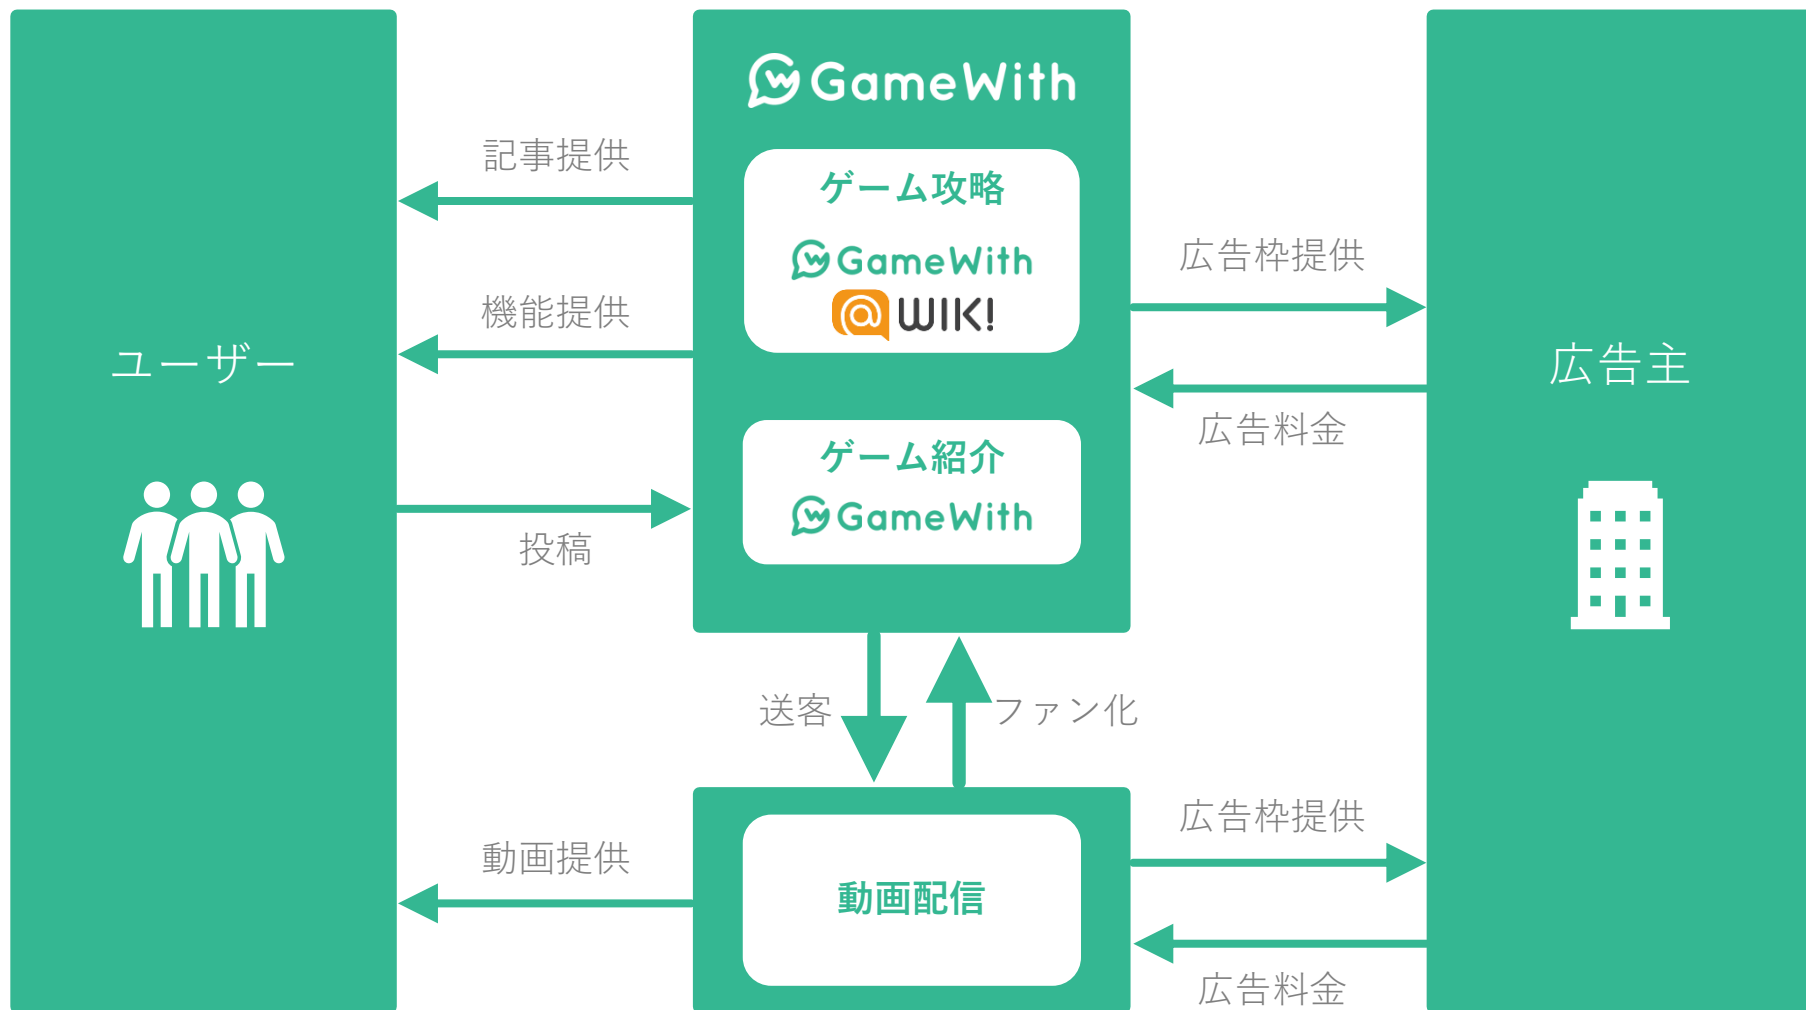 ユーザー
記事提供
機能提供
投稿
動画提供
GameWith
ゲーム攻略
GameWith
@WIKI
ゲーム紹介
GameWith
送客
ファン化
動画配信
広告枠提供
広告料金
広告枠提供
広告料金
広告主